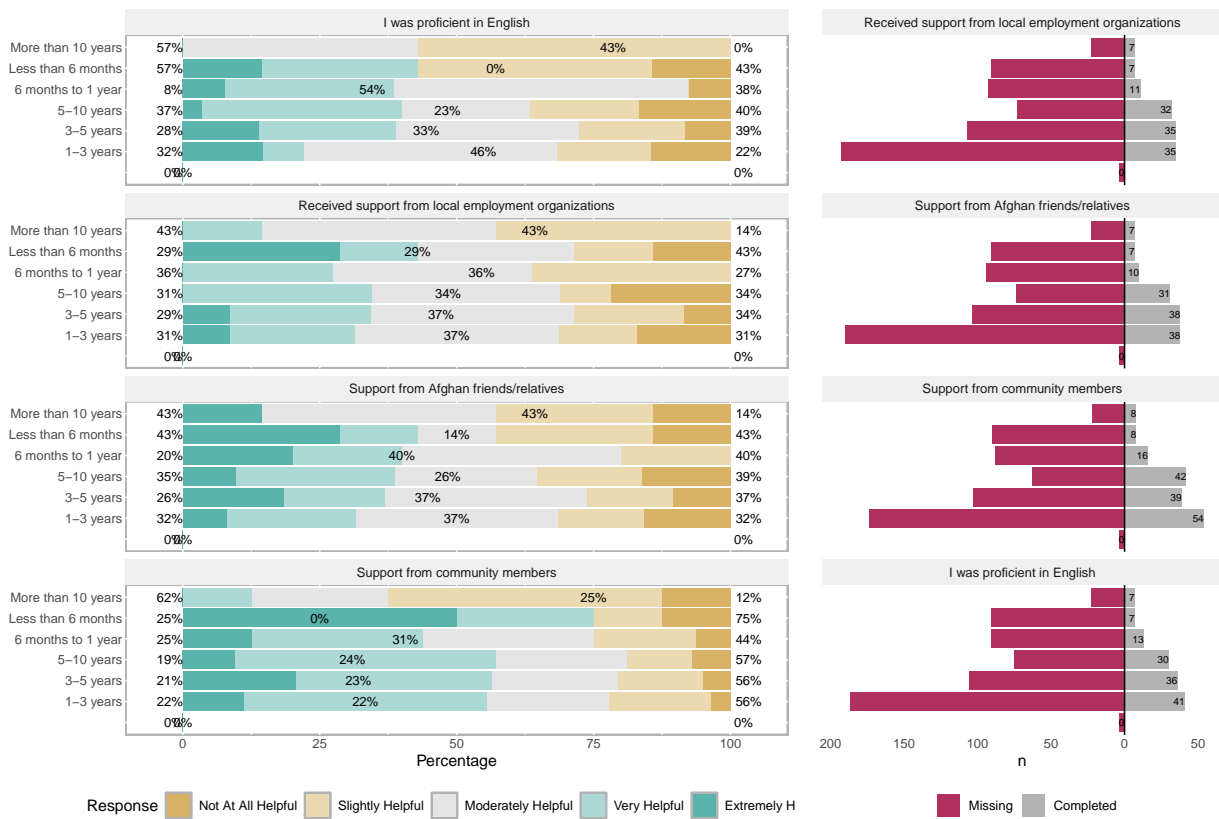 I was proficient in English
More than 10 years 57% 43% 0%
Less than 6 months 57% 0% 43%
6 months to 1 year 8% 54% 38%
5–10 years 37% 23% 40%
3–5 years 28% 33% 39%
1–3 years 32% 46% 22%
0% 0% 0%
Received support from local employment organizations
More than 10 years 43% 43% 14%
Less than 6 months 29% 29% 43%
6 months to 1 year 36% 36% 27%
5–10 years 31% 34% 34%
3–5 years 29% 37% 34%
1–3 years 31% 37% 31%
0% 0% 0%
Support from Afghan friends/relatives
More than 10 years 43% 43% 14%
Less than 6 months 43% 14% 43%
6 months to 1 year 20% 40% 40%
5–10 years 35% 26% 39%
3–5 years 26% 37% 37%
1–3 years 32% 37% 32%
0% 0% 0%
Support from community members
More than 10 years 62% 25% 12%
Less than 6 months 25% 0% 75%
6 months to 1 year 25% 31% 44%
5–10 years 19% 24% 57%
3–5 years 21% 23% 56%
1–3 years 22% 22% 56%
0% 0% 0%
0 25 50 75 100
Percentage
Received support from local employment organizations
7
7
11
32
35
35
0
Support from Afghan friends/relatives
7
7
10
31
38
38
0
Support from community members
8
8
16
42
39
54
0
I was proficient in English
7
7
13
30
36
41
0
200 150 100 50 0 50
n
Response Not At All Helpful Slightly Helpful Moderately Helpful Very Helpful Extremely H
Missing Completed